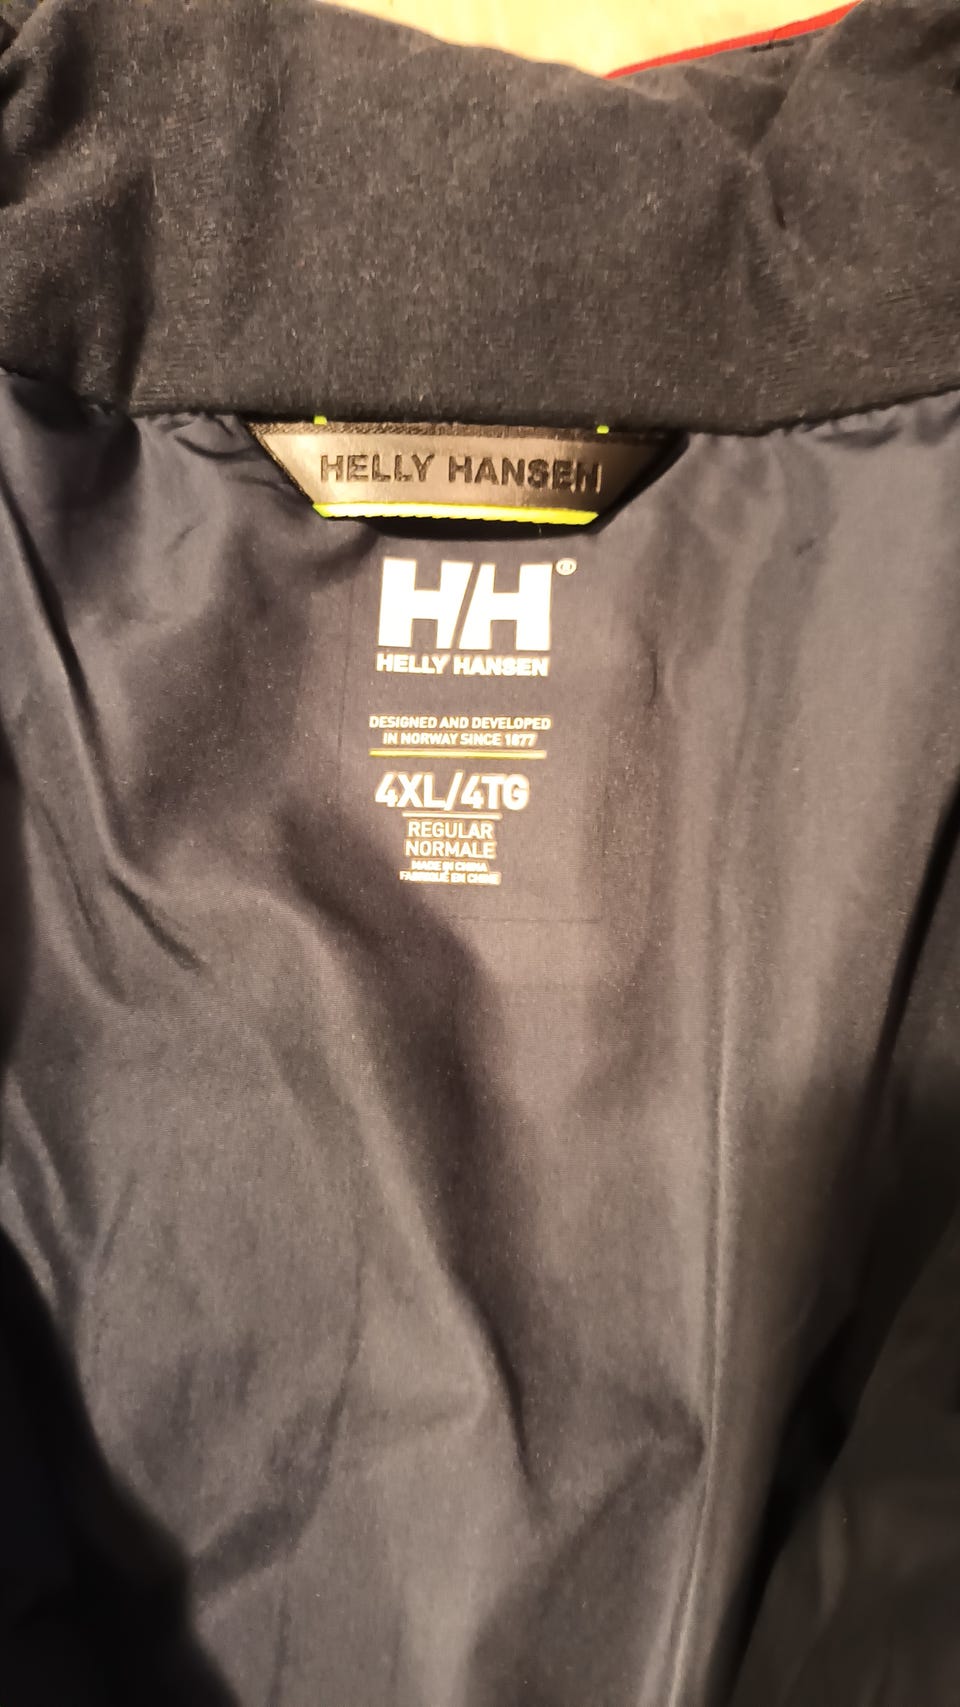 HELLY HANSEN
HH®
HELLY HANSEN
DESIGNED AND DEVELOPED
IN NORWAY SINCE 1877
4XL/4TG
REGULAR
NORMALE
MADE IN CHINA
FABRIQUÉ EN CHINE